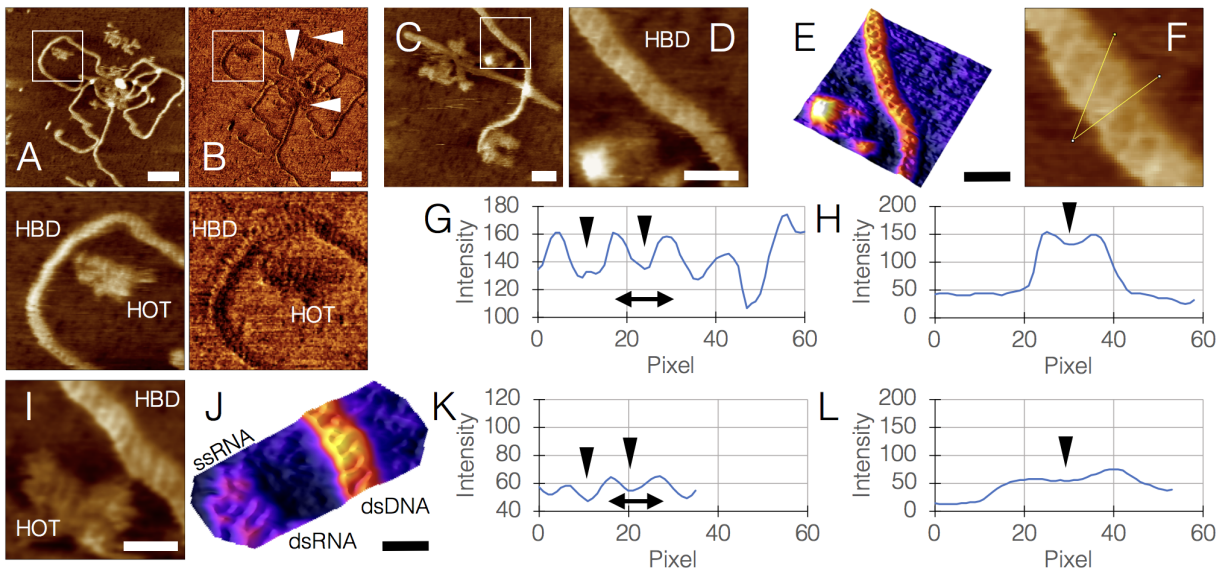 A
B
C
HBD
D
E
F
HBD
HOT
HBD
HOT
G
Intensity
180
160
140
120
100
0 20 40 60
Pixel
H
Intensity
200
150
100
50
0
0 20 40 60
Pixel
I
HBD
HOT
J
ssRNA
dsRNA
dsDNA
K
Intensity
120
100
80
60
40
0 20 40 60
Pixel
L
Intensity
200
150
100
50
0
0 20 40 60
Pixel